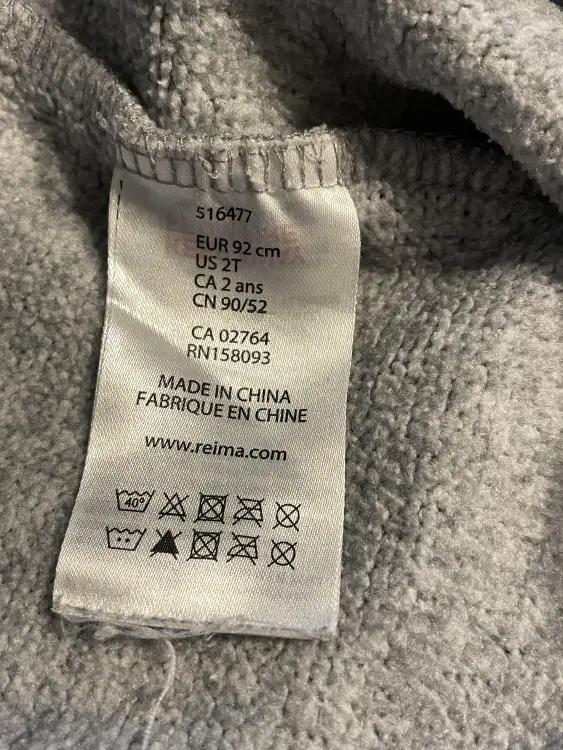 516477
EUR 92 cm
US 2T
CA 2 ans
CN 90/52
CA 02764
RN158093
MADE IN CHINA
FABRIQUE EN CHINE
www.reima.com
40°